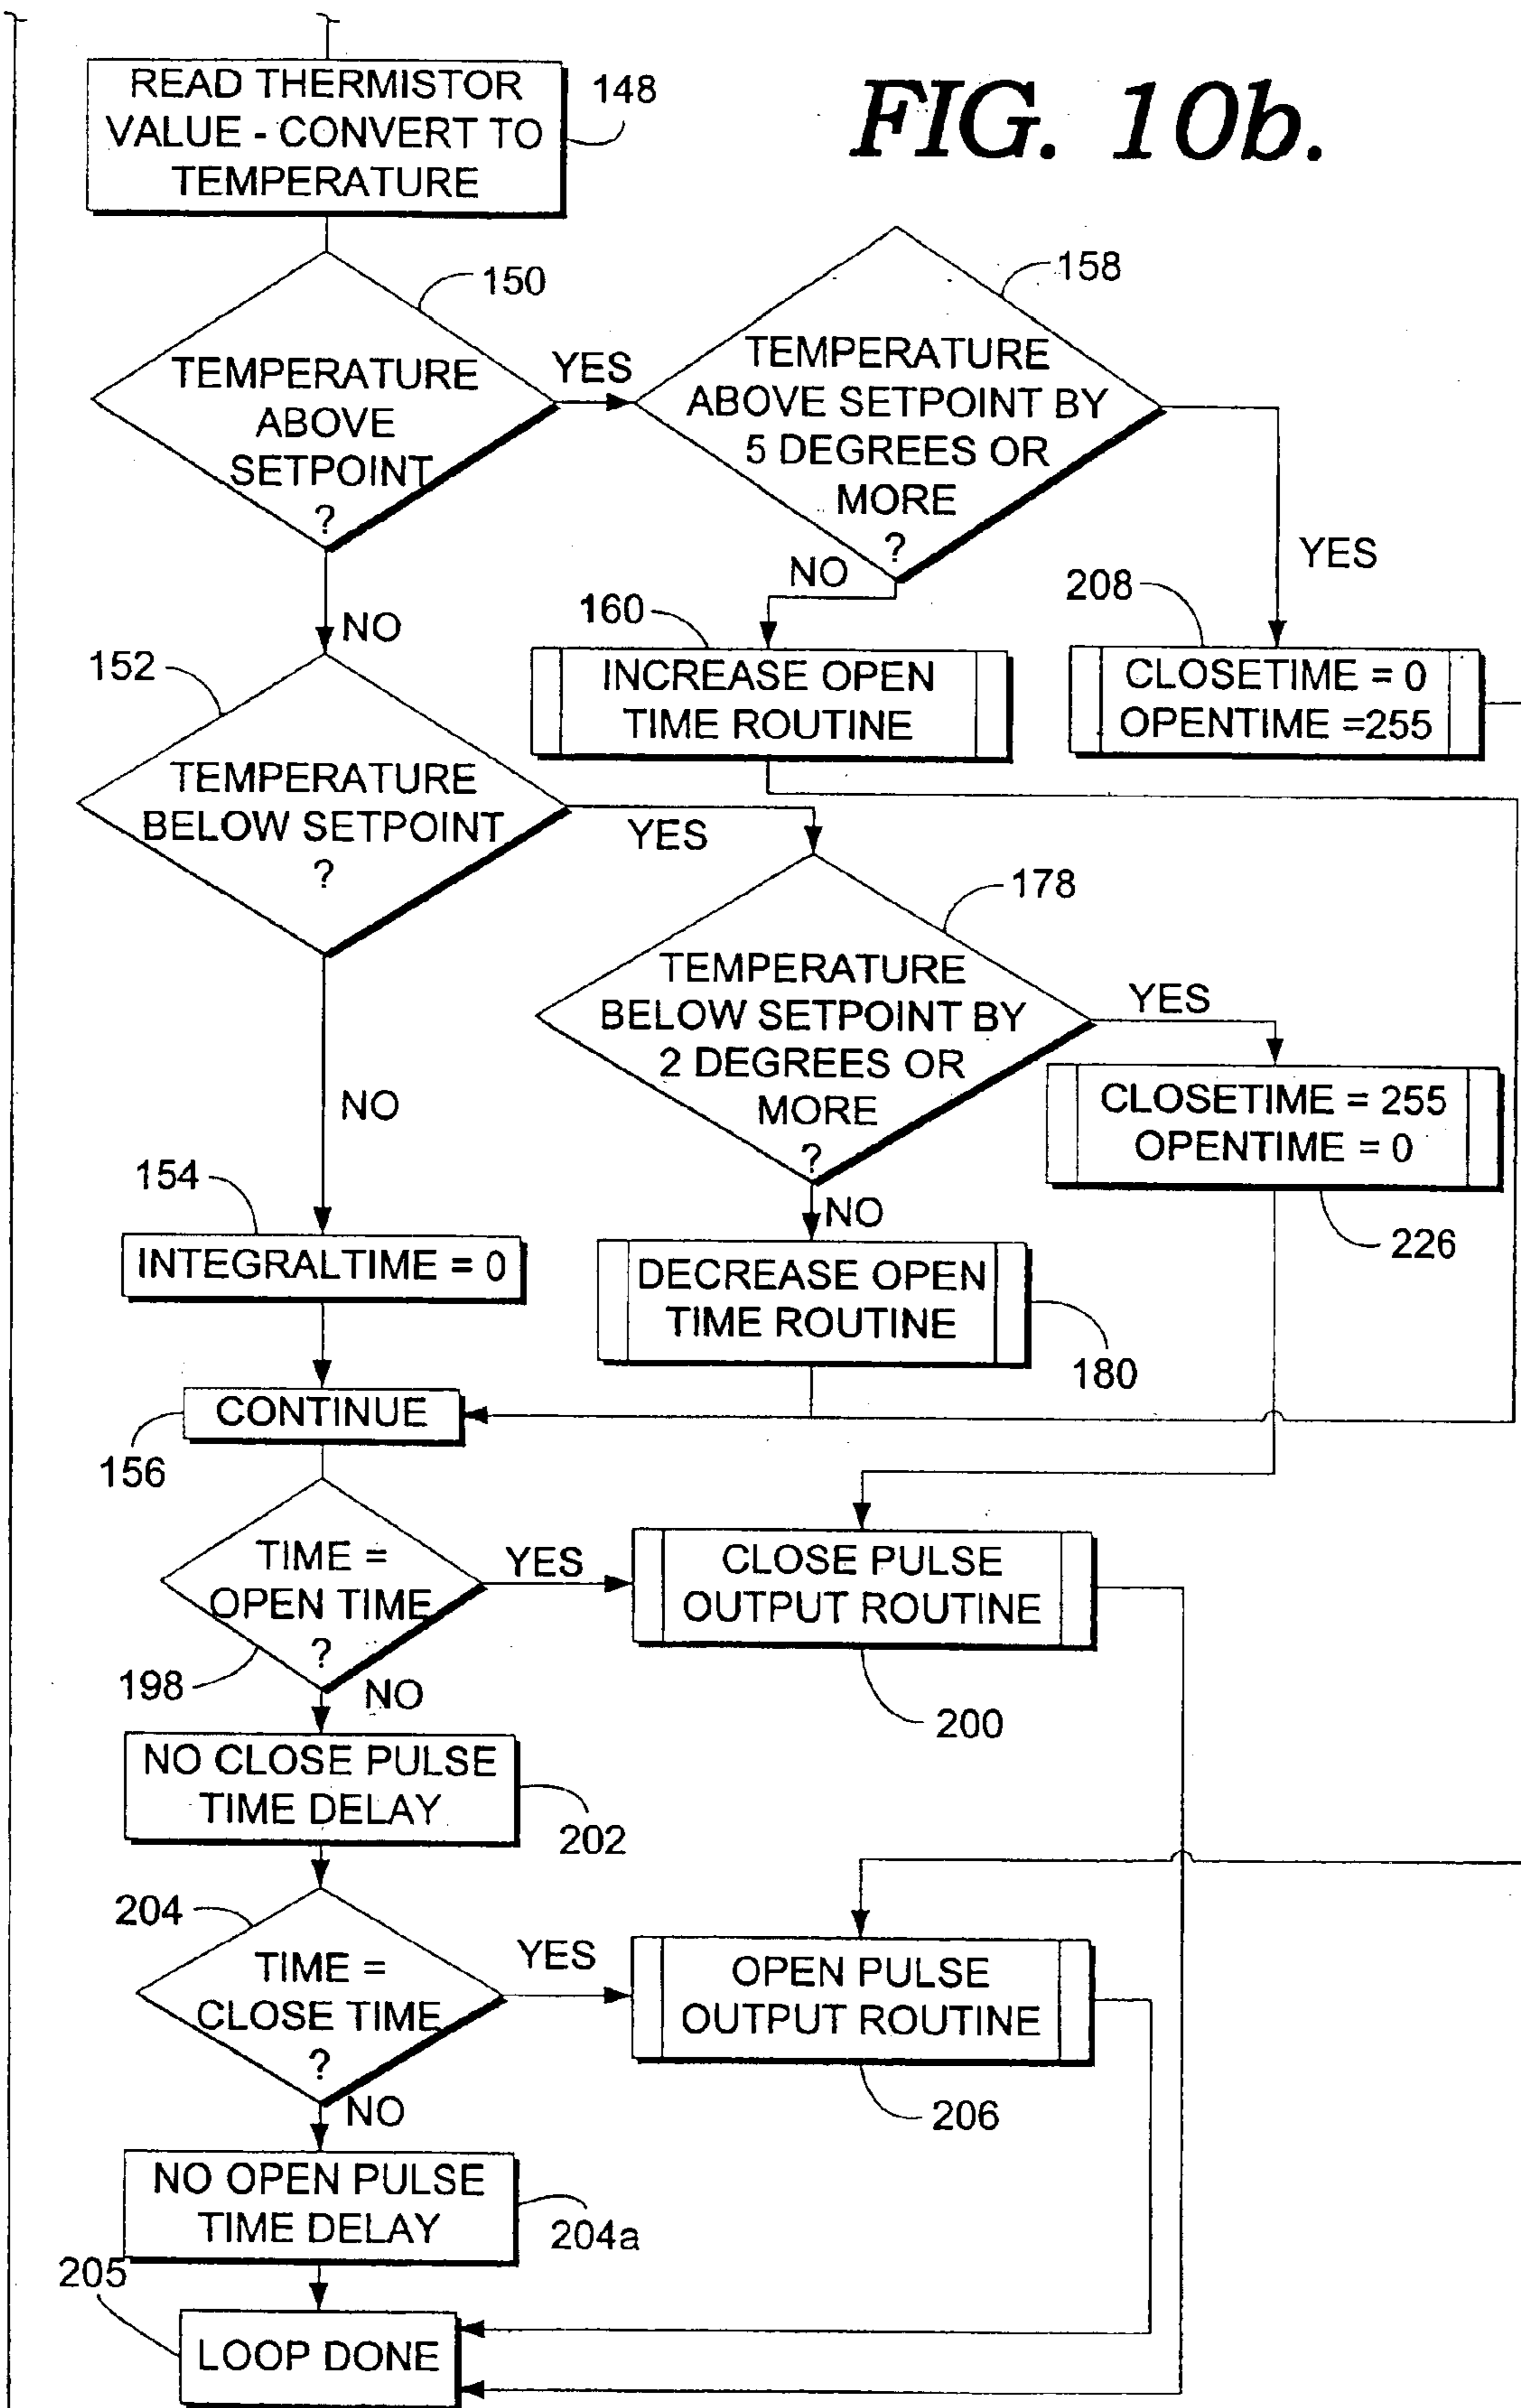 FIG. 10b.
READ THERMISTOR
VALUE - CONVERT TO
TEMPERATURE
148
150
TEMPERATURE
ABOVE
SETPOINT
?
YES
158
TEMPERATURE
ABOVE SETPOINT BY
5 DEGREES OR
MORE
?
YES
NO
NO
160
INCREASE OPEN
TIME ROUTINE
208
CLOSETIME = 0
OPENTIME =255
152
TEMPERATURE
BELOW SETPOINT
?
YES
178
TEMPERATURE
BELOW SETPOINT BY
2 DEGREES OR
MORE
?
YES
CLOSETIME = 255
OPENTIME = 0
226
NO
NO
154
INTEGRALTIME = 0
DECREASE OPEN
TIME ROUTINE
180
CONTINUE
156
TIME =
OPEN TIME
?
198
YES
CLOSE PULSE
OUTPUT ROUTINE
200
NO
NO CLOSE PULSE
TIME DELAY
202
204
TIME =
CLOSE TIME
?
YES
OPEN PULSE
OUTPUT ROUTINE
206
NO
NO OPEN PULSE
TIME DELAY
204a
205
LOOP DONE